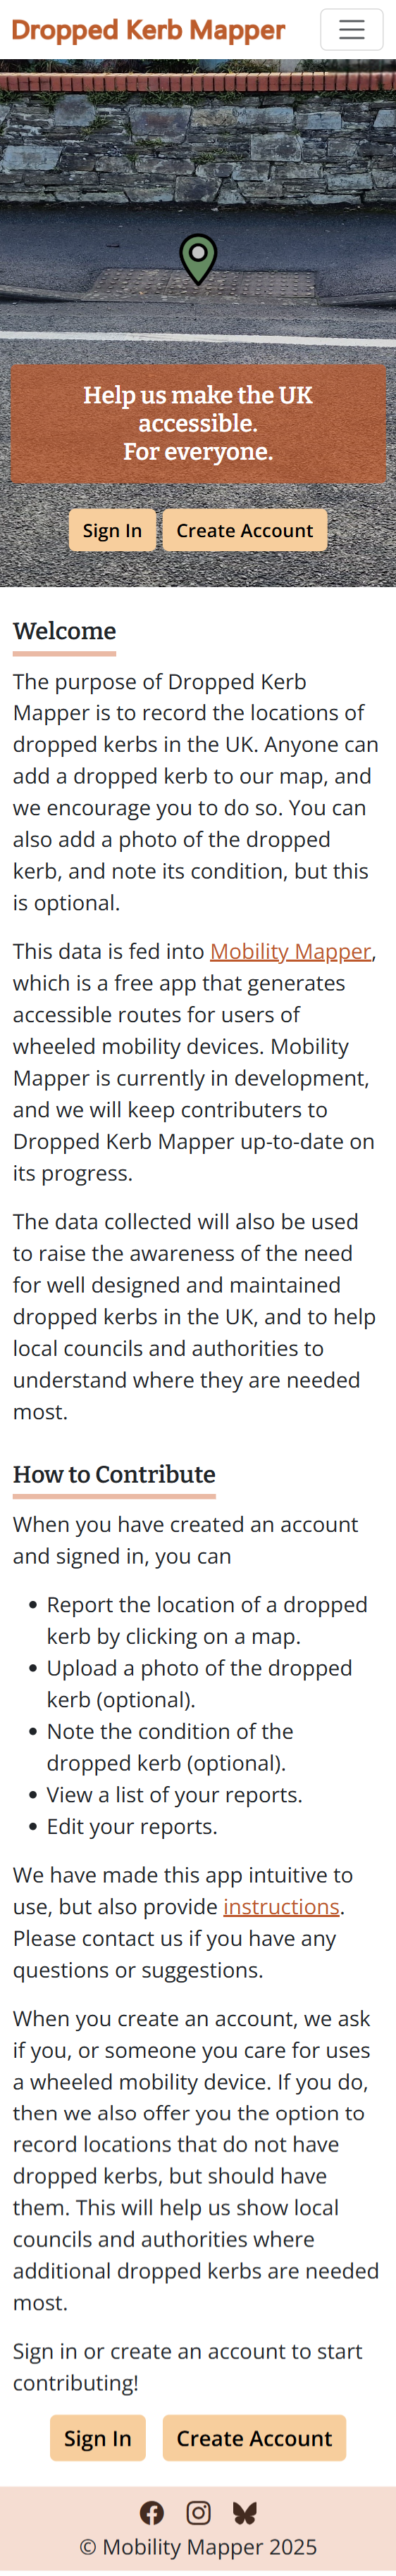 Dropped Kerb Mapper
Help us make the UK
accessible.
For everyone.
Sign In
Create Account
Welcome
The purpose of Dropped Kerb
Mapper is to record the locations of
dropped kerbs in the UK. Anyone can
add a dropped kerb to our map, and
we encourage you to do so. You can
also add a photo of the dropped
kerb, and note its condition, but this
is optional.
This data is fed into Mobility Mapper,
which is a free app that generates
accessible routes for users of
wheeled mobility devices. Mobility
Mapper is currently in development,
and we will keep contributers to
Dropped Kerb Mapper up-to-date on
its progress.
The data collected will also be used
to raise the awareness of the need
for well designed and maintained
dropped kerbs in the UK, and to help
local councils and authorities to
understand where they are needed
most.
How to Contribute
When you have created an account
and signed in, you can
• Report the location of a dropped
kerb by clicking on a map.
• Upload a photo of the dropped
kerb (optional).
• Note the condition of the
dropped kerb (optional).
• View a list of your reports.
• Edit your reports.
We have made this app intuitive to
use, but also provide instructions.
Please contact us if you have any
questions or suggestions.
When you create an account, we ask
if you, or someone you care for uses
a wheeled mobility device. If you do,
then we also offer you the option to
record locations that do not have
dropped kerbs, but should have
them. This will help us show local
councils and authorities where
additional dropped kerbs are needed
most.
Sign in or create an account to start
contributing!
Sign In
Create Account
© Mobility Mapper 2025